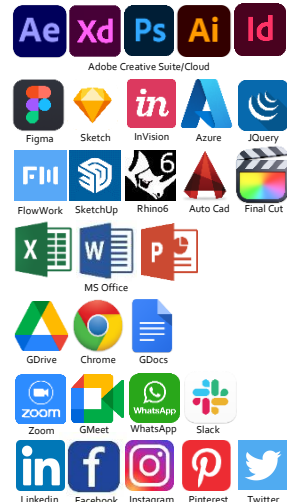 Ae Xd Ps Ai Id
Adobe Creative Suite/Cloud
in
Figma Sketch InVision Azure JQuery
6
FlowWork SketchUp Rhino6 Auto Cad Final Cut
X W P
MS Office
GDrive Chrome GDocs
zoom WhatsApp
Zoom GMeet WhatsApp Slack
in f
Linkedin Facebook Instagram Pinterest Twitter